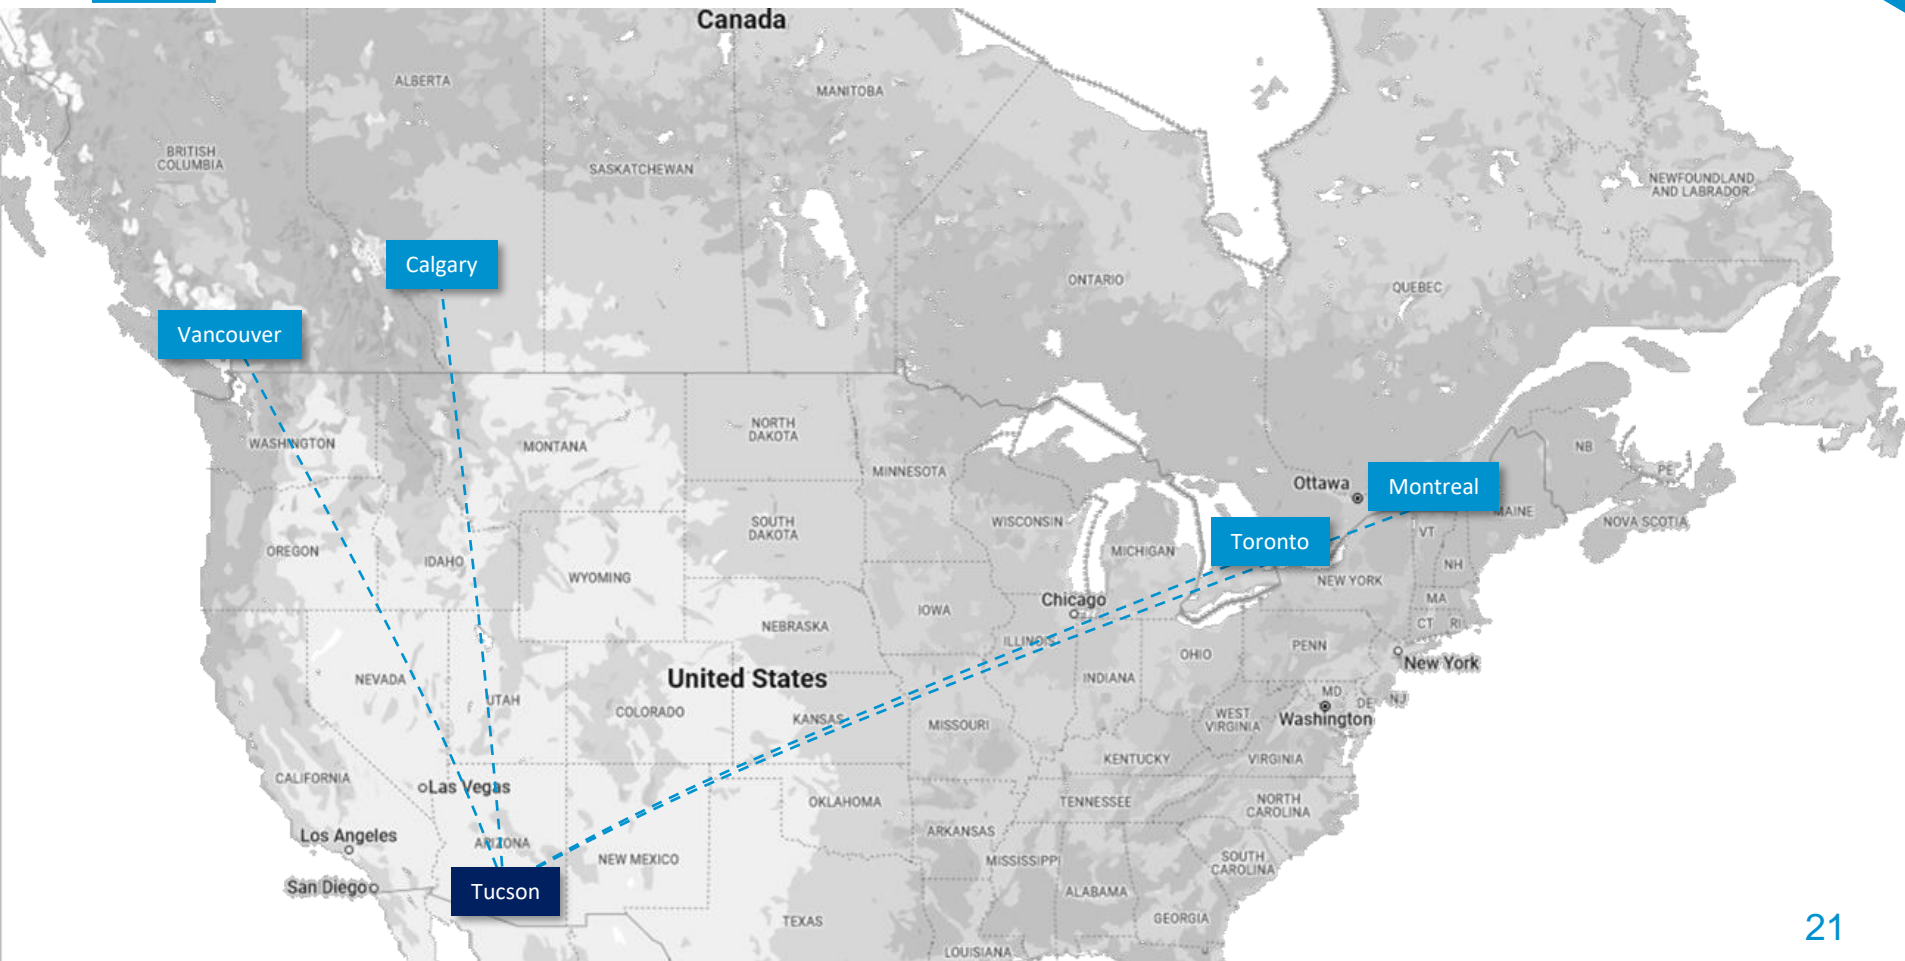 Canada
ALBERTA
MANITOBA
BRITISH
COLUMBIA
SASKATCHEWAN
NEWFOUNDLAND
AND LABRADOR
Calgary
ONTARIO
QUEBEC
Vancouver
WASHINGTON
MONTANA
NORTH
DAKOTA
MINNESOTA
NB
PE
Ottawa
Montreal
MAINE
NOVA SCOTIA
SOUTH
DAKOTA
WISCONSIN
MICHIGAN
Toronto
VT
NH
OREGON
IDAHO
WYOMING
NEW YORK
MA
Chicago
IOWA
CT
RI
NEBRASKA
ILLINOIS
OHIO
PENN
New York
NEVADA
UTAH
United States
COLORADO
KANSAS
MISSOURI
INDIANA
MD
DE
NJ
WEST
VIRGINIA
Washington
KENTUCKY
VIRGINIA
CALIFORNIA
Las Vegas
OKLAHOMA
TENNESSEE
NORTH
CAROLINA
Los Angeles
ARIZONA
NEW MEXICO
ARKANSAS
MISSISSIPPI
SOUTH
CAROLINA
San Diego
Tucson
TEXAS
ALABAMA
GEORGIA
LOUISIANA
21